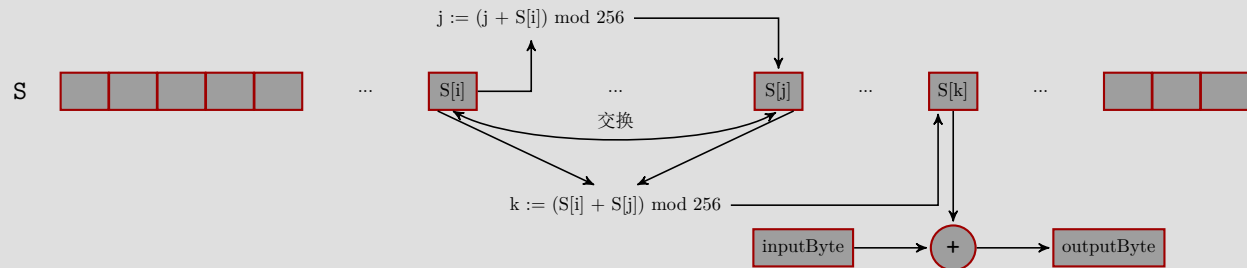 j := (j + S[i]) mod 256
S ... S[i] ... S[j] ... S[k] ...
交换
k := (S[i] + S[j]) mod 256
inputByte + outputByte